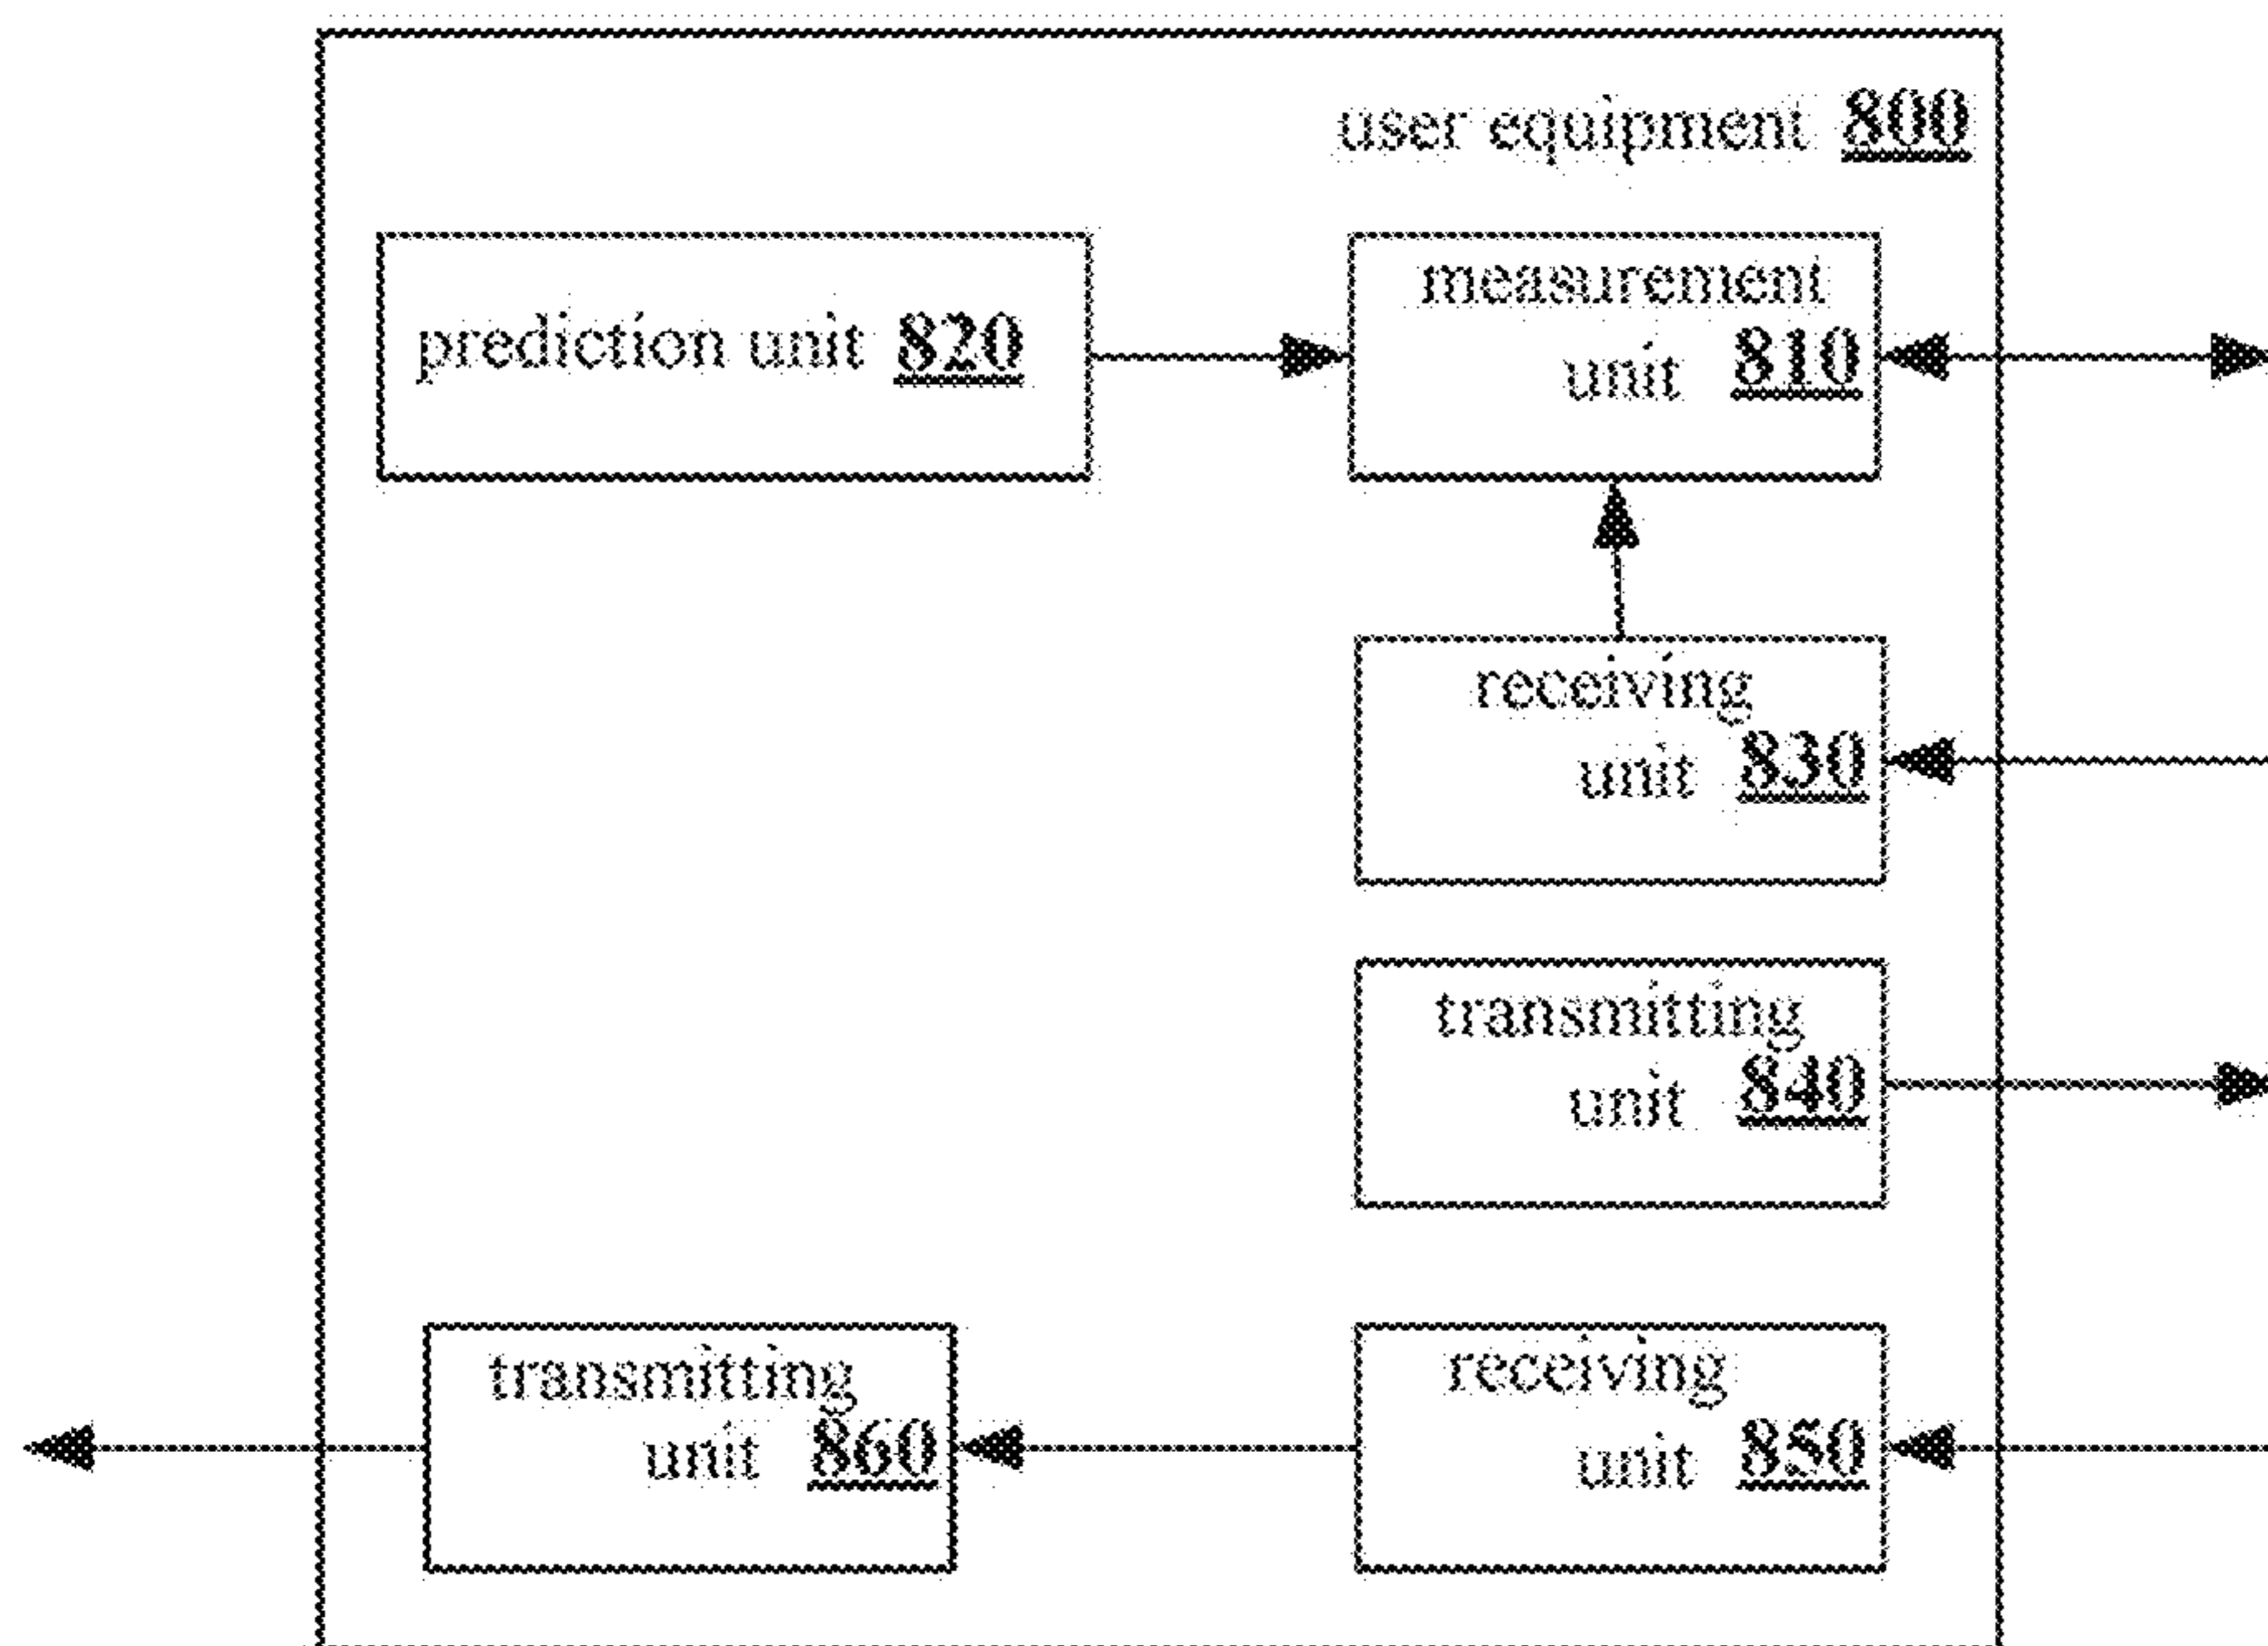 user equipment 800
prediction unit 820
measurement
unit 810
receiving
unit 830
transmitting
unit 840
transmitting
unit 860
receiving
unit 850